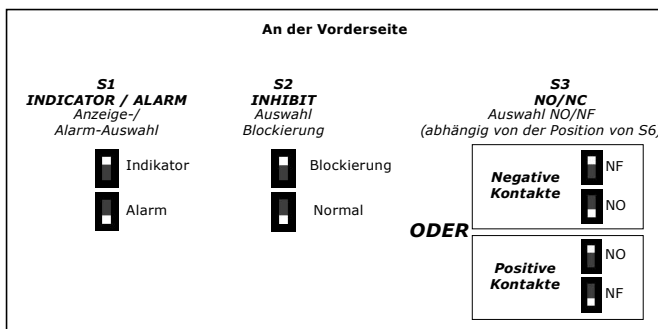 An der Vorderseite
S1
INDICATOR / ALARM
Anzeige-/
Alarm-Auswahl
Indikator
Alarm
S2
INHIBIT
Auswahl
Blockierung
Blockierung
Normal
S3
NO/NC
Auswahl NO/NF
(abhängig von der Position von S6)
Negative
Kontakte
NF
NO
ODER
Positive
Kontakte
NO
NF